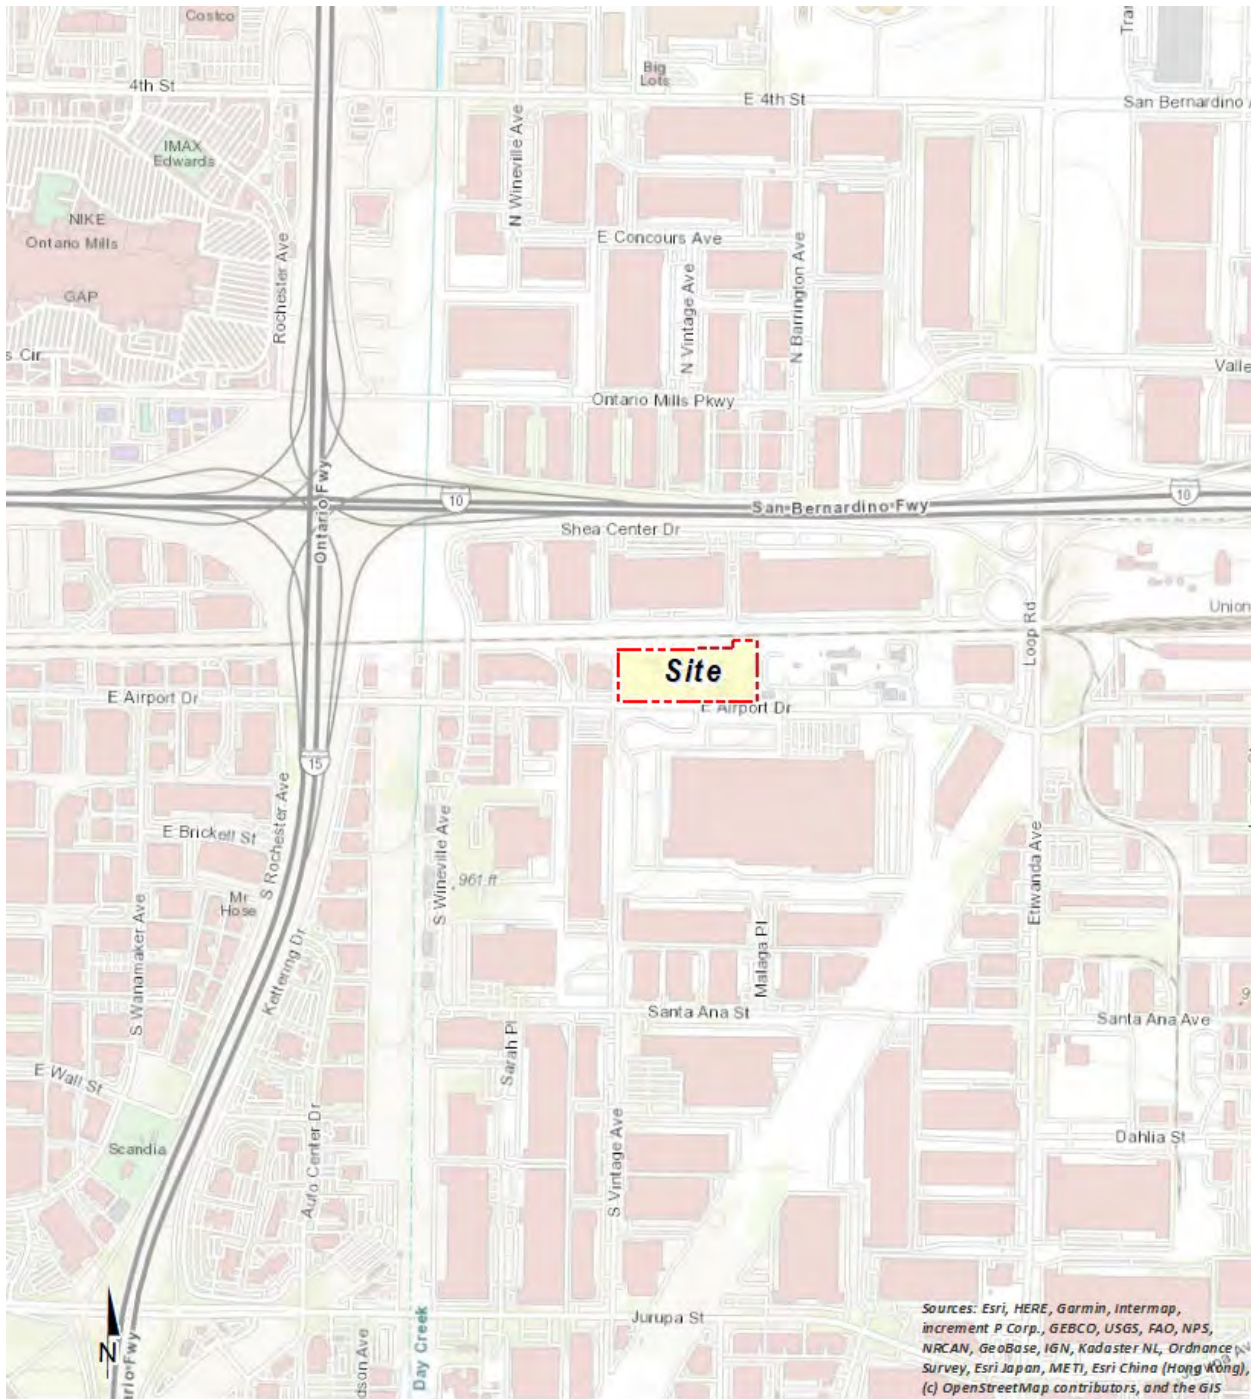 Costco
Tra
Big
Lots
4th St
E 4th St
San Bernardino A
IMAX
Edwards
N Wineville Ave
NIKE
Ontario Mills
GAP
Rochester Ave
E Concours Ave
N Vintage Ave
N Barrington Ave
s Cir
Valle
Ontario Mills Pkwy
Ontario Fwy
10
San Bernardino Fwy
10
Shea Center Dr
Union
Loop Rd
Site
E Airport Dr
E Airport Dr
15
S Rochester Ave
E Brickell St
S Wineville Ave
961 ft
Etiwanda Ave
Mr
Hose
S Wanamaker Ave
Kettering Dr
Malaga Pl
Santa Ana St
Santa Ana Ave
9
Sarah Pl
E Wall St
Scandia
Auto Center Dr
S Vintage Ave
Dahlia St
Jurupa St
N
ario Fwy
dson Ave
Day Creek
Sources: Esri, HERE, Garmin, Intermap,
increment P Corp., GEBCO, USGS, FAO, NPS,
NRCAN, GeoBase, IGN, Kadaster NL, Ordnance
Survey, Esri Japan, METI, Esri China (Hong Kong),
(c) OpenStreetMap contributors, and the GIS